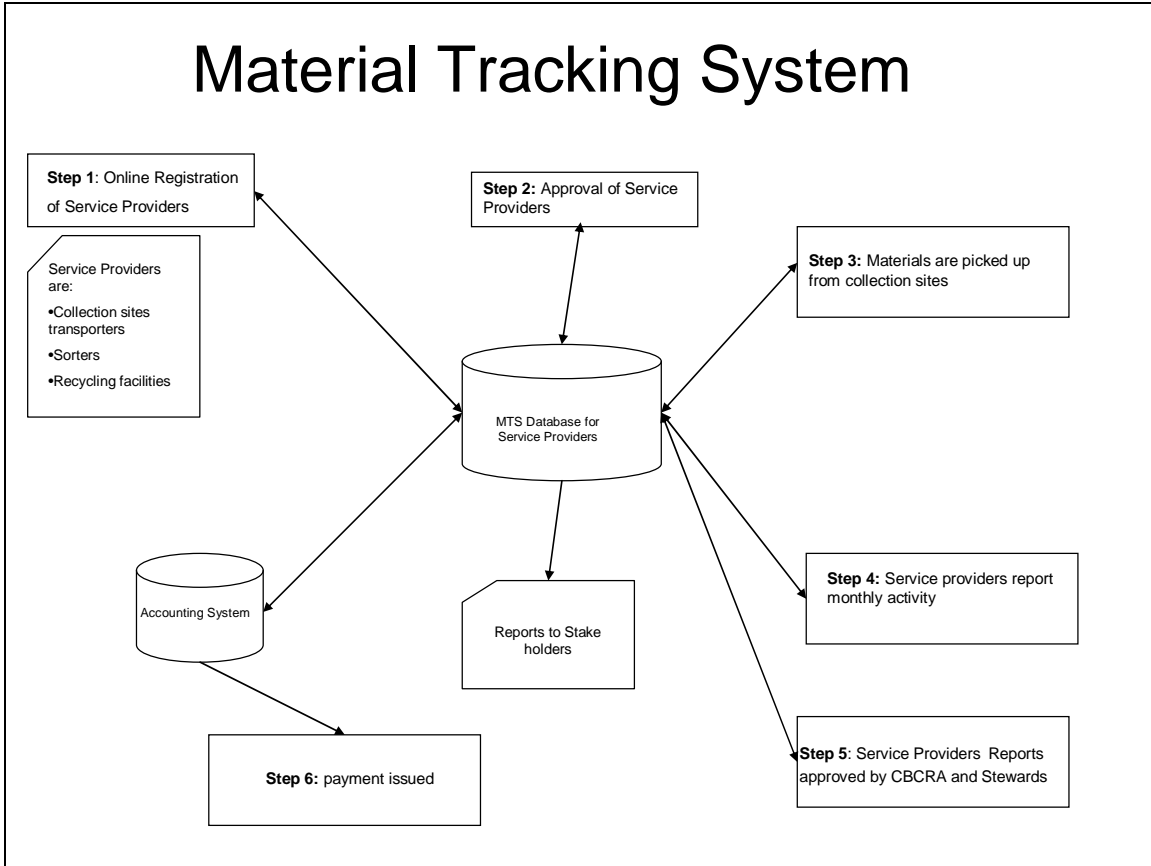 Material Tracking System
Step 1: Online Registration
of Service Providers
Service Providers
are:
•Collection sites
transporters
•Sorters
•Recycling facilities
Step 2: Approval of Service
Providers
Step 3: Materials are picked up
from collection sites
MTS Database for
Service Providers
Accounting System
Reports to Stake
holders
Step 4: Service providers report
monthly activity
Step 5: Service Providers Reports
approved by CBCRA and Stewards
Step 6: payment issued